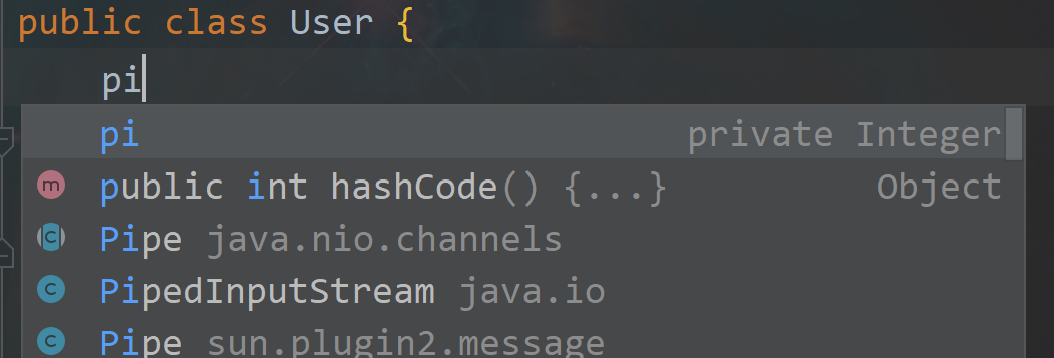 public class User {
pi
pi private Integer
m public int hashCode() {...} Object
C Pipe java.nio.channels
C PipedInputStream java.io
C Pipe sun.plugin2.message